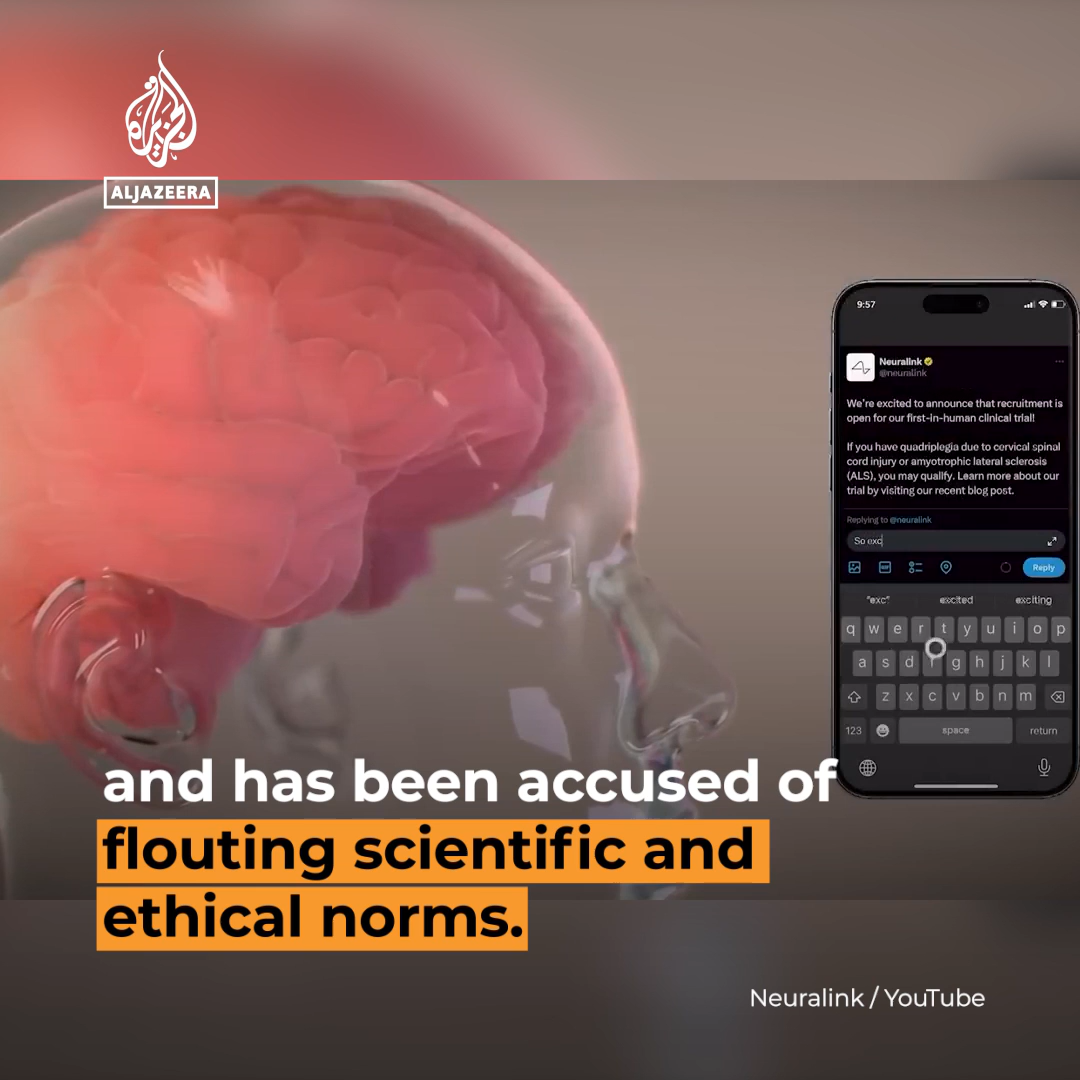 الجزيرة
ALJAZEERA
9:57
Neuralink
@neuralink
We're excited to announce that recruitment is
open for our first-in-human clinical trial!
If you have quadriplegia due to cervical spinal
cord injury or amyotrophic lateral sclerosis
(ALS), you may qualify. Learn more about our
trial by visiting our recent blog post.
Replying to @neuralink
So exc
GIF
Reply
"exc" excited exciting
q w e r t y u i o p
a s d f g h j k l
z x c v b n m
123 space return
and has been accused of
flouting scientific and
ethical norms.
Neuralink / YouTube